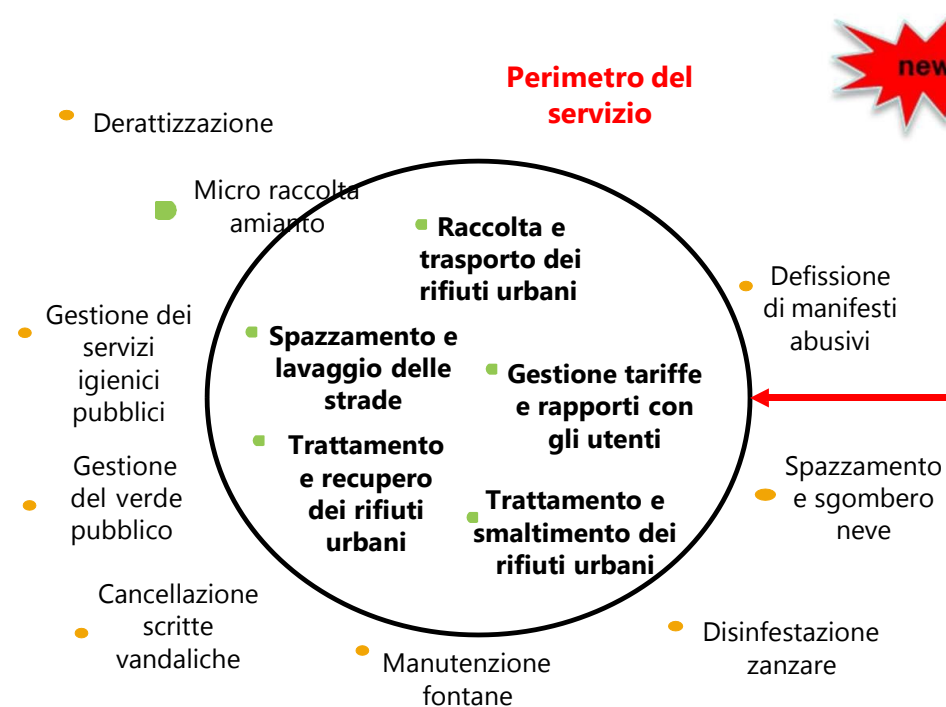 new
Perimetro del
servizio
Derattizzazione
Micro raccolta
amianto
Raccolta e
trasporto dei
rifiuti urbani
Defissione
di manifesti
abusivi
Gestione dei
servizi
igienici
pubblici
Spazzamento e
lavaggio delle
strade
Gestione tariffe
e rapporti con
gli utenti
Trattamento
e recupero
dei rifiuti
urbani
Gestione
del verde
pubblico
Trattamento e
smaltimento dei
rifiuti urbani
Spazzamento
e sgombero
neve
Cancellazione
scritte
vandaliche
Manutenzione
fontane
Disinfestazione
zanzare